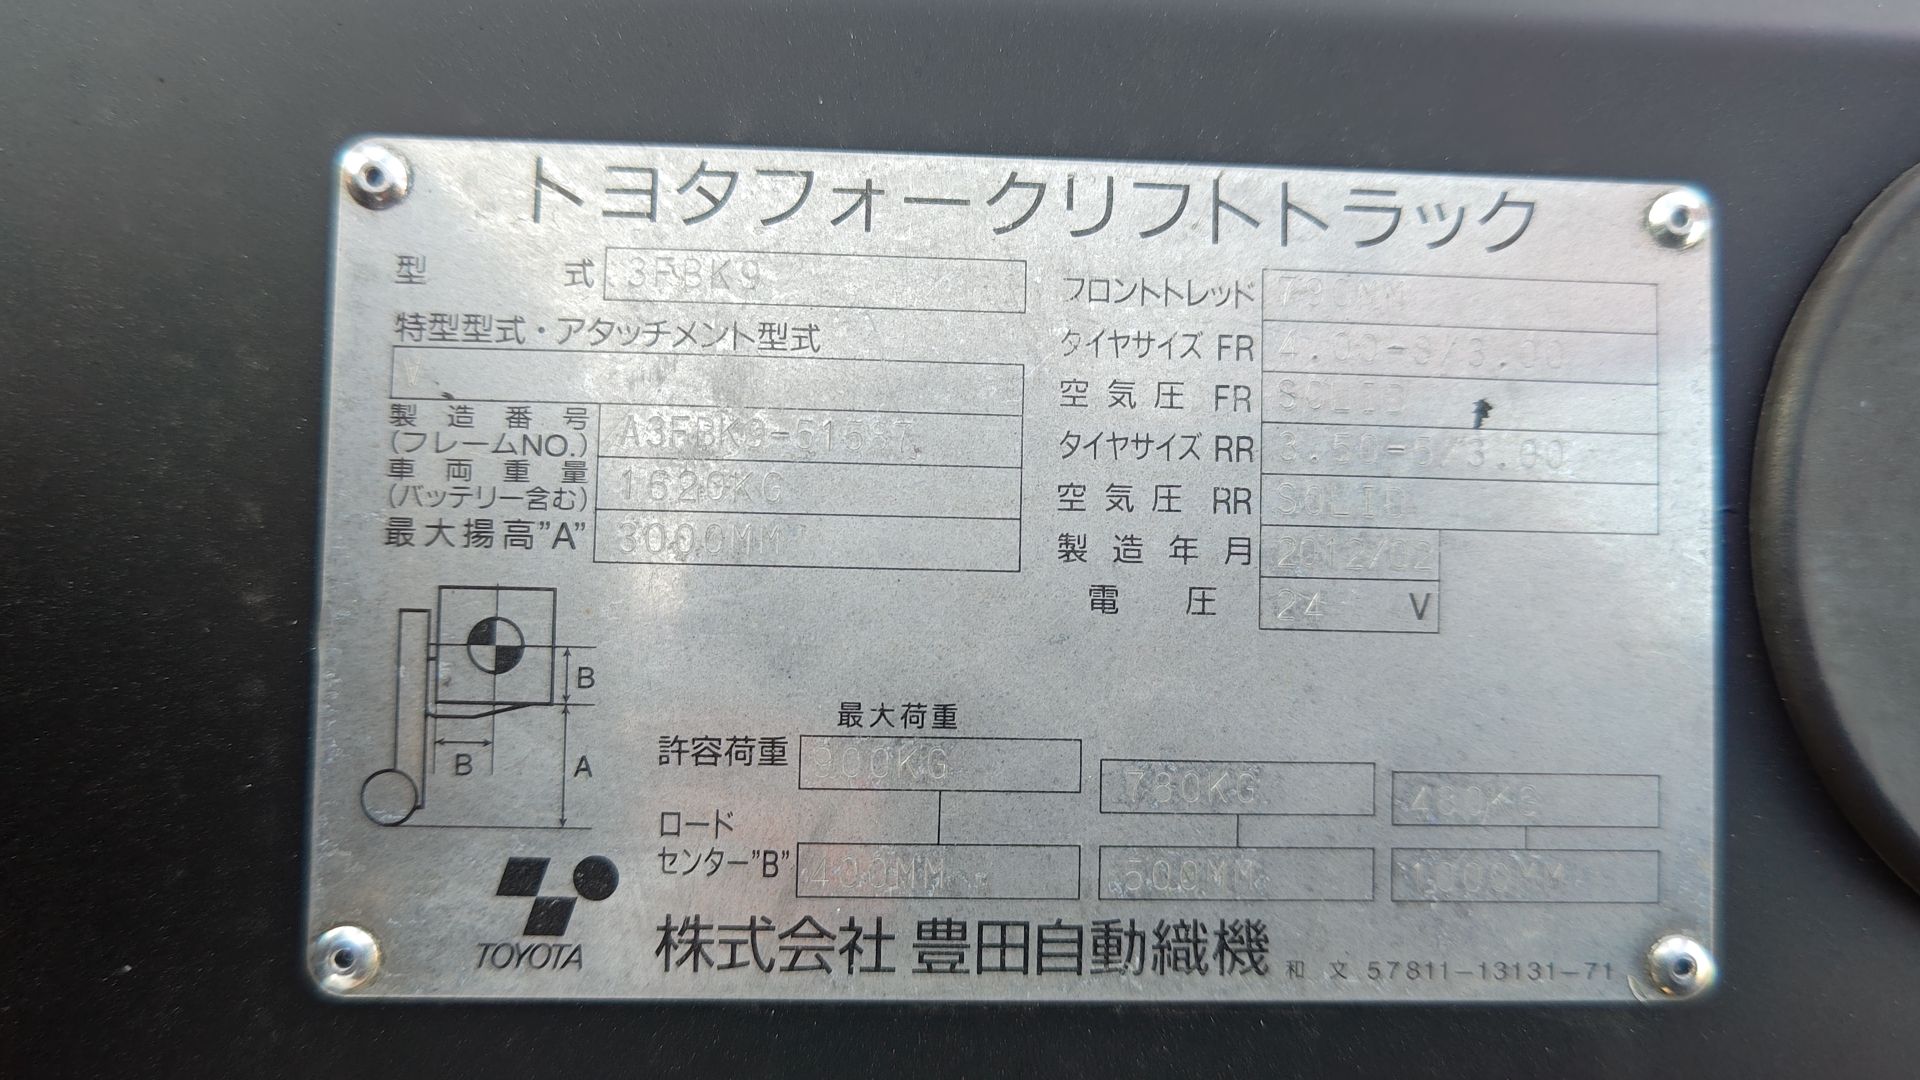 トヨタフォークリフトトラック
型 式 3FBK9
特型型式・アタッチメント型式
V
製造番号
(フレームNO.)
車両重量 1620KG
(バッテリー含む)
最大揚高"A" 3000MM
フロントトレッド
タイヤサイズ FR 4.00-8/3.00
空気圧 FR SOLID
タイヤサイズ RR 3.50-5/3.00
空気圧 RR SOLID
製造年月 2012/02
電 圧 24 V
B
B
A
最大荷重
許容荷重 900KG 780KG 480KG
ロード
センター"B" 400MM 500MM 1000MM
TOYOTA
株式会社 豊田自動織機 和文 57811-13131-71